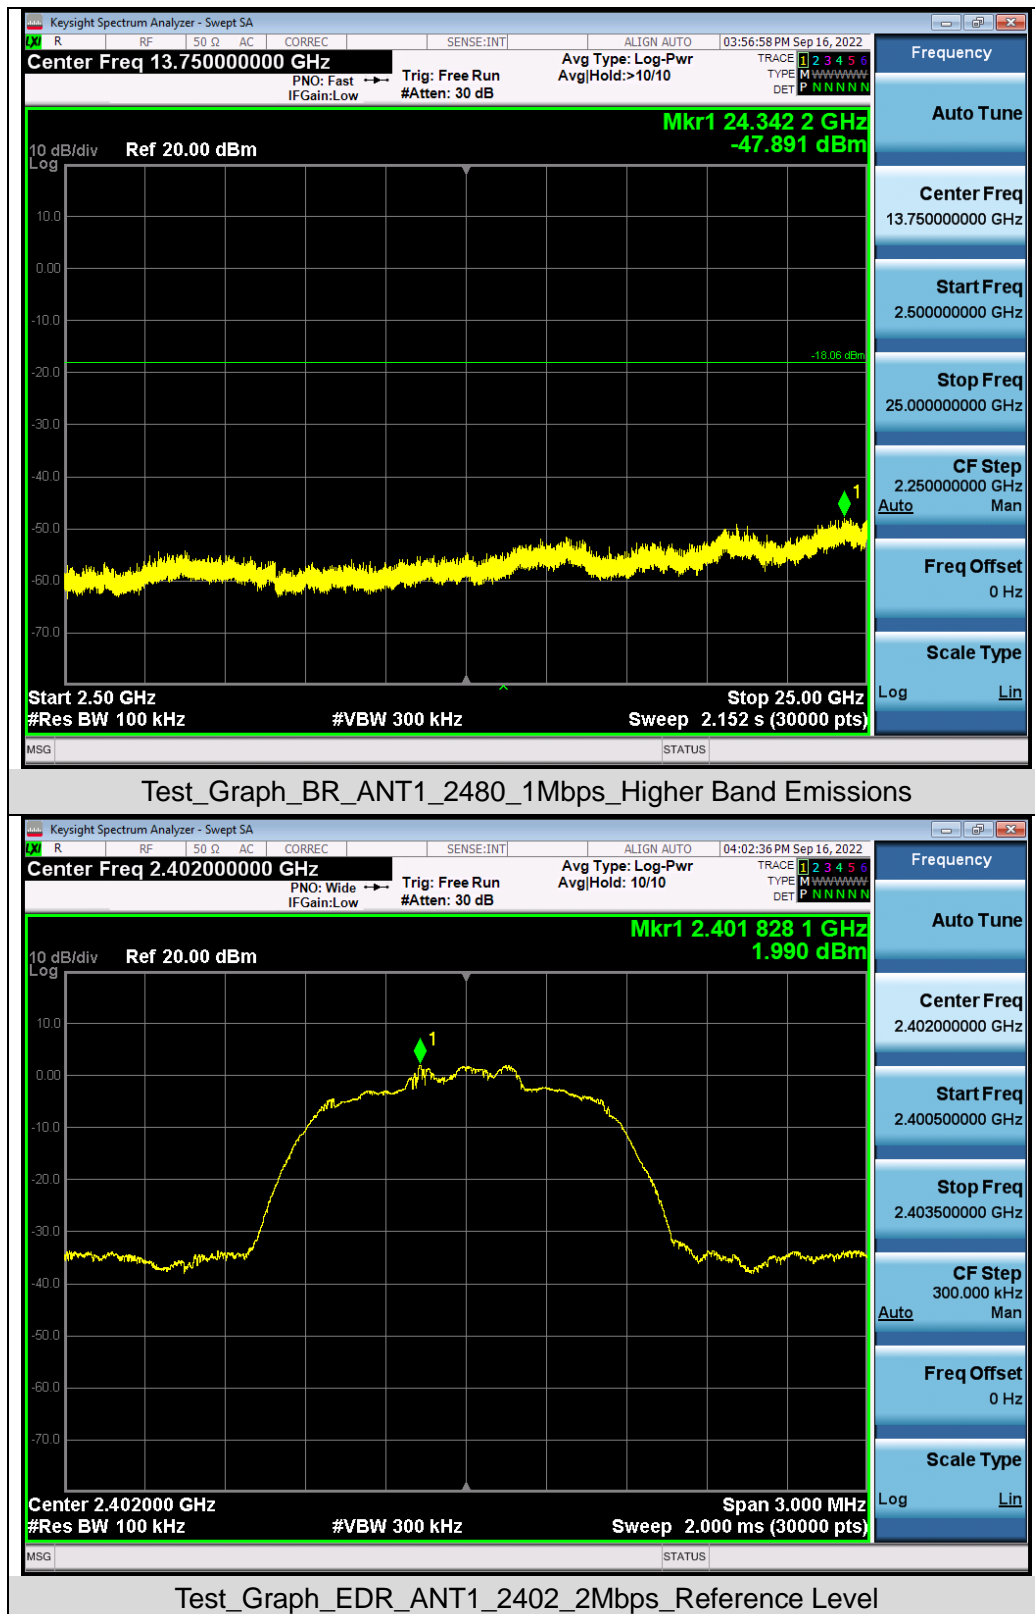 Keysight Spectrum Analyzer - Swept SA
LXI R RF 50 Ω AC CORREC SENSE:INT ALIGN AUTO 03:56:58 PM Sep 16, 2022
Center Freq 13.750000000 GHz
PNO: Fast
IFGain:Low
Trig: Free Run
#Atten: 30 dB
Avg Type: Log-Pwr
Avg|Hold:>10/10
TRACE 1 2 3 4 5 6
TYPE M WWWWW
DET P N N N N N
Mkr1 24.342 2 GHz
-47.891 dBm
10 dB/div Ref 20.00 dBm
Log
10.0
0.00
-10.0
-18.06 dBm
-20.0
-30.0
-40.0
1
-50.0
-60.0
-70.0
Start 2.50 GHz Stop 25.00 GHz
#Res BW 100 kHz #VBW 300 kHz Sweep 2.152 s (30000 pts)
MSG STATUS
Frequency
Auto Tune
Center Freq
13.750000000 GHz
Start Freq
2.500000000 GHz
Stop Freq
25.000000000 GHz
CF Step
2.250000000 GHz
Auto Man
Freq Offset
0 Hz
Scale Type
Log Lin
Test_Graph_BR_ANT1_2480_1Mbps_Higher Band Emissions
Keysight Spectrum Analyzer - Swept SA
LXI R RF 50 Ω AC CORREC SENSE:INT ALIGN AUTO 04:02:36 PM Sep 16, 2022
Center Freq 2.402000000 GHz
PNO: Wide
IFGain:Low
Trig: Free Run
#Atten: 30 dB
Avg Type: Log-Pwr
Avg|Hold: 10/10
TRACE 1 2 3 4 5 6
TYPE M WWWWW
DET P N N N N N
Mkr1 2.401 828 1 GHz
1.990 dBm
10 dB/div Ref 20.00 dBm
Log
10.0
1
0.00
-10.0
-20.0
-30.0
-40.0
-50.0
-60.0
-70.0
Center 2.402000 GHz Span 3.000 MHz
#Res BW 100 kHz #VBW 300 kHz Sweep 2.000 ms (30000 pts)
MSG STATUS
Frequency
Auto Tune
Center Freq
2.402000000 GHz
Start Freq
2.400500000 GHz
Stop Freq
2.403500000 GHz
CF Step
300.000 kHz
Auto Man
Freq Offset
0 Hz
Scale Type
Log Lin
Test_Graph_EDR_ANT1_2402_2Mbps_Reference Level